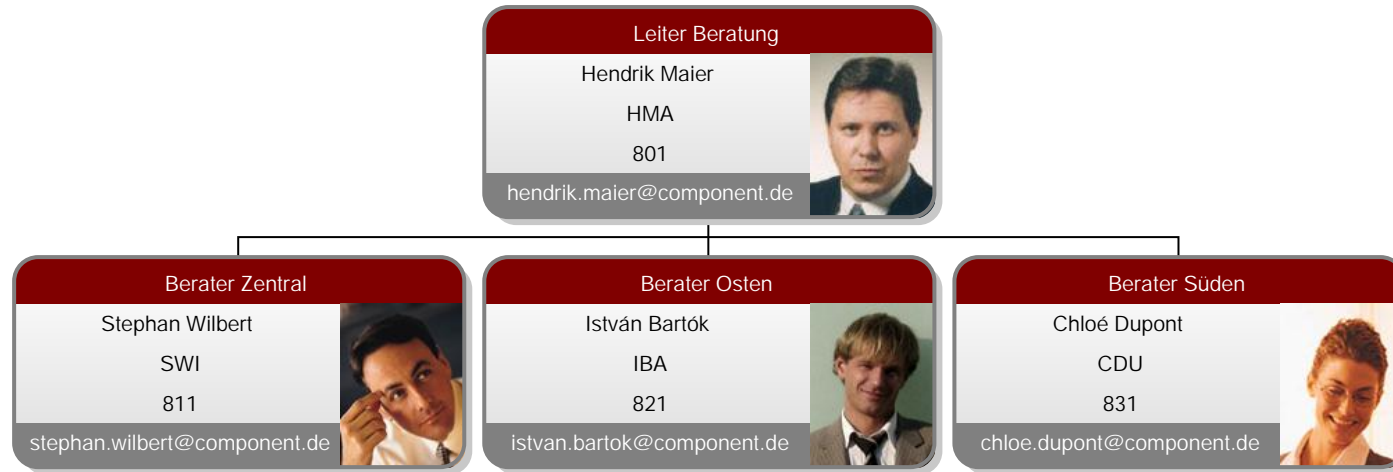 Leiter Beratung
Hendrik Maier
HMA
801
hendrik.maier@component.de
Berater Zentral
Stephan Wilbert
SWI
811
stephan.wilbert@component.de
Berater Osten
István Bartók
IBA
821
istvan.bartok@component.de
Berater Süden
Chloé Dupont
CDU
831
chloe.dupont@component.de